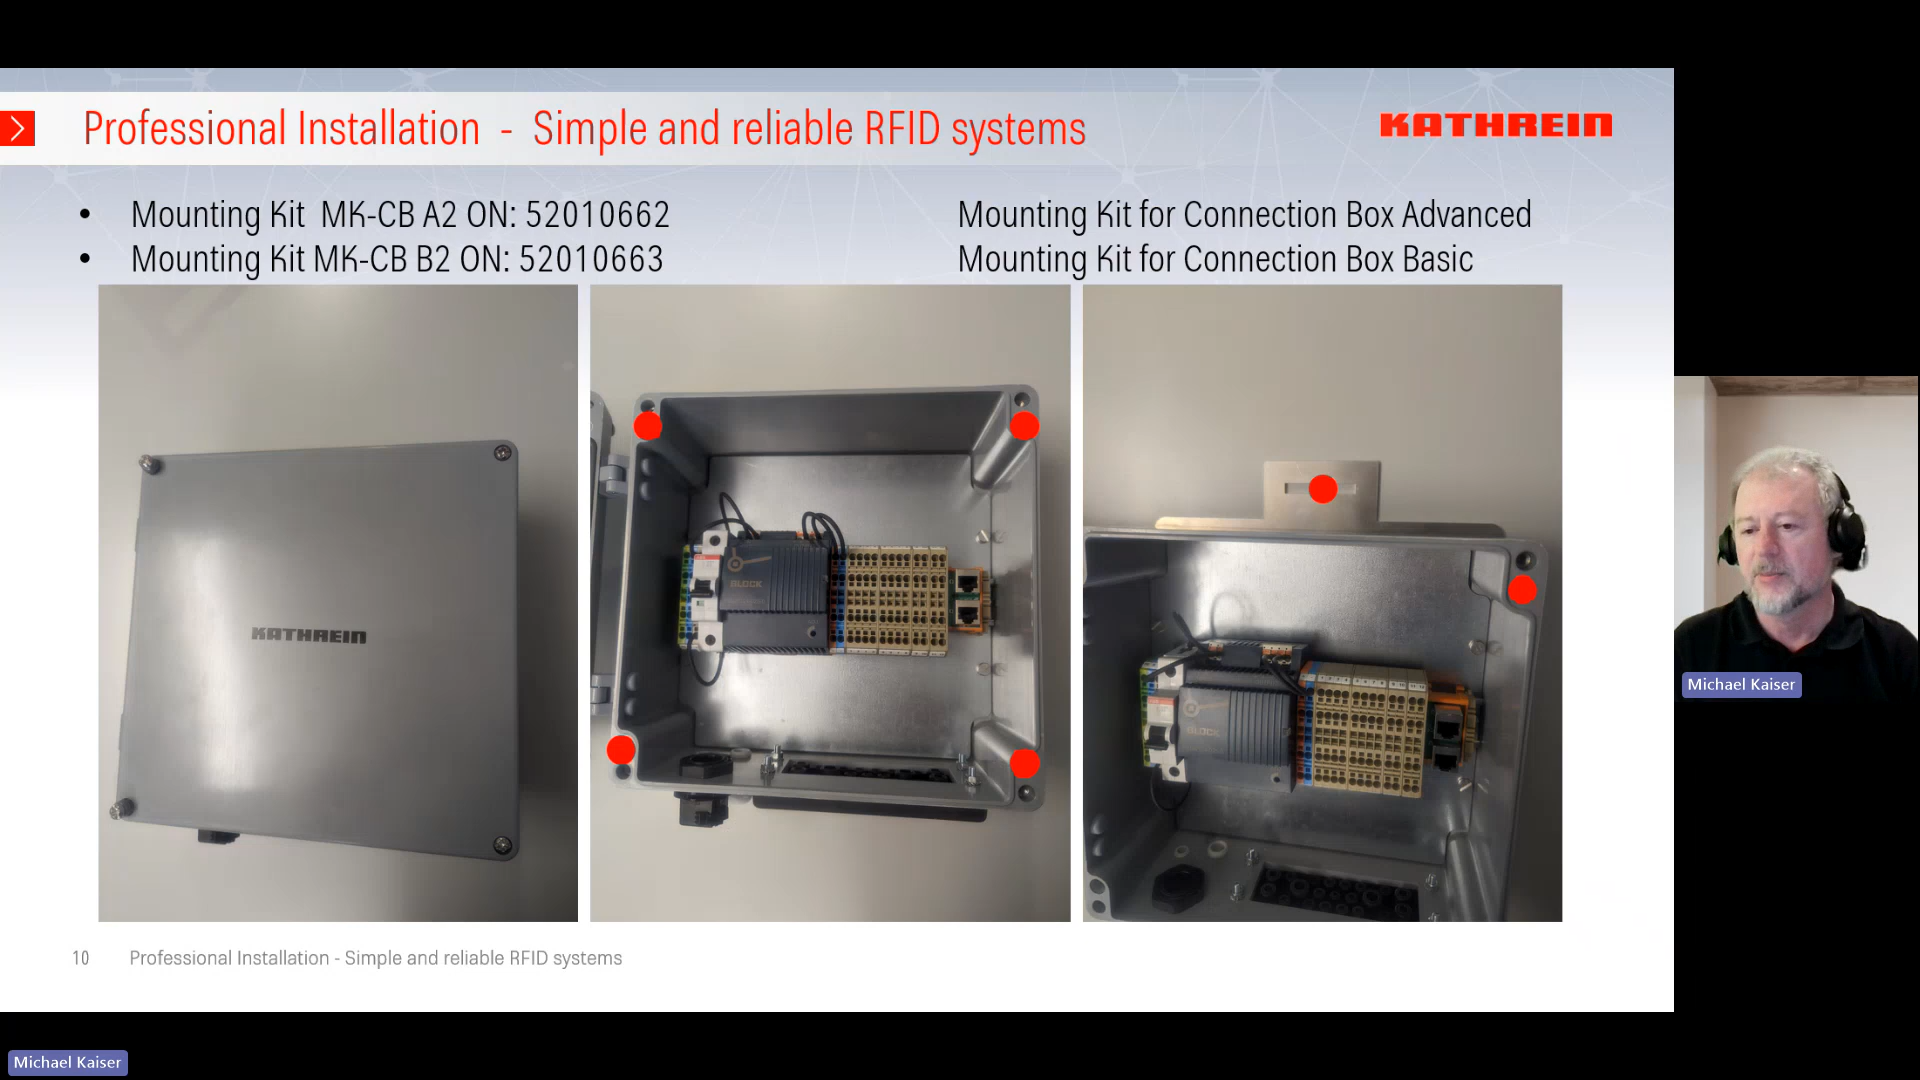 Professional Installation - Simple and reliable RFID systems
KATHREIN
• Mounting Kit MK-CB A2 ON: 52010662 Mounting Kit for Connection Box Advanced
• Mounting Kit MK-CB B2 ON: 52010663 Mounting Kit for Connection Box Basic
KATHREIN
BLOCK
BLOCK
Michael Kaiser
10 Professional Installation - Simple and reliable RFID systems
Michael Kaiser